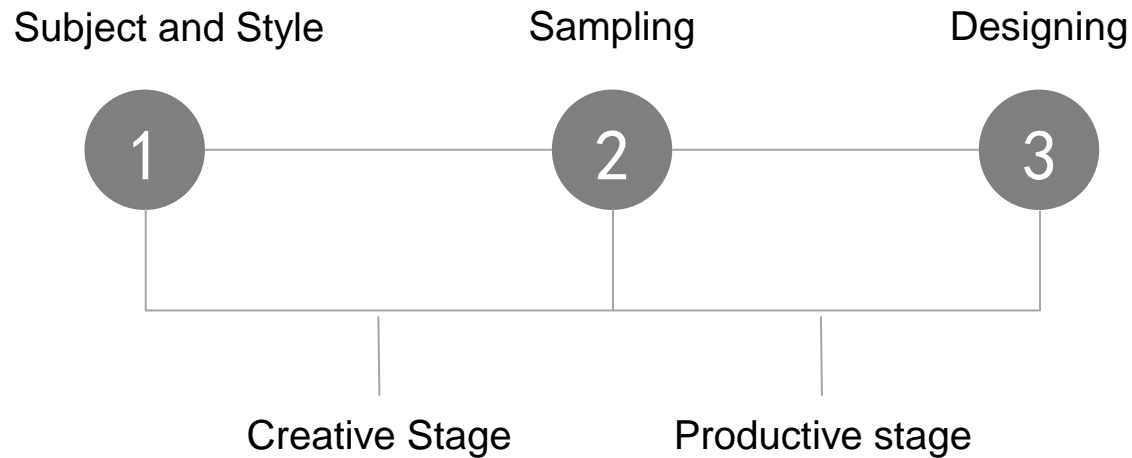 Subject and Style
Sampling
Designing
1
2
3
Creative Stage
Productive stage